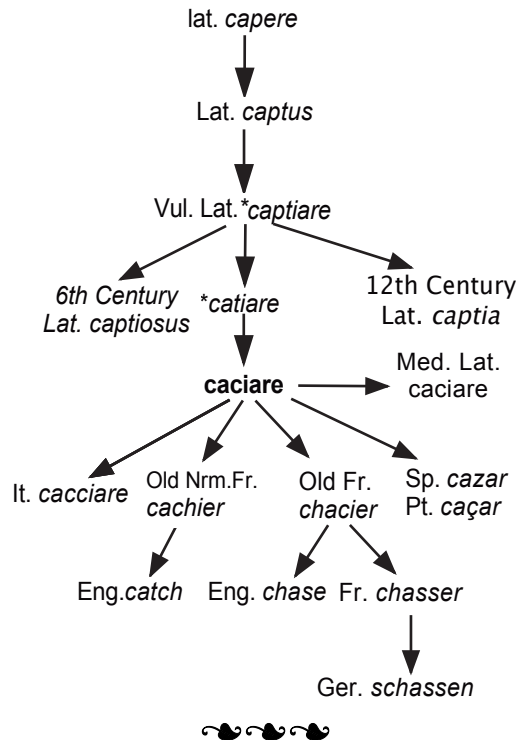 lat. capere
Lat. captus
Vul. Lat.*captiare
6th Century
Lat. captiosus
*catiare
12th Century
Lat. captia
caciare
Med. Lat.
caciare
It. cacciare
Old Nrm.Fr.
cachier
Old Fr.
chacier
Sp. cazar
Pt. caçar
Eng.catch
Eng. chase
Fr. chasser
Ger. schassen